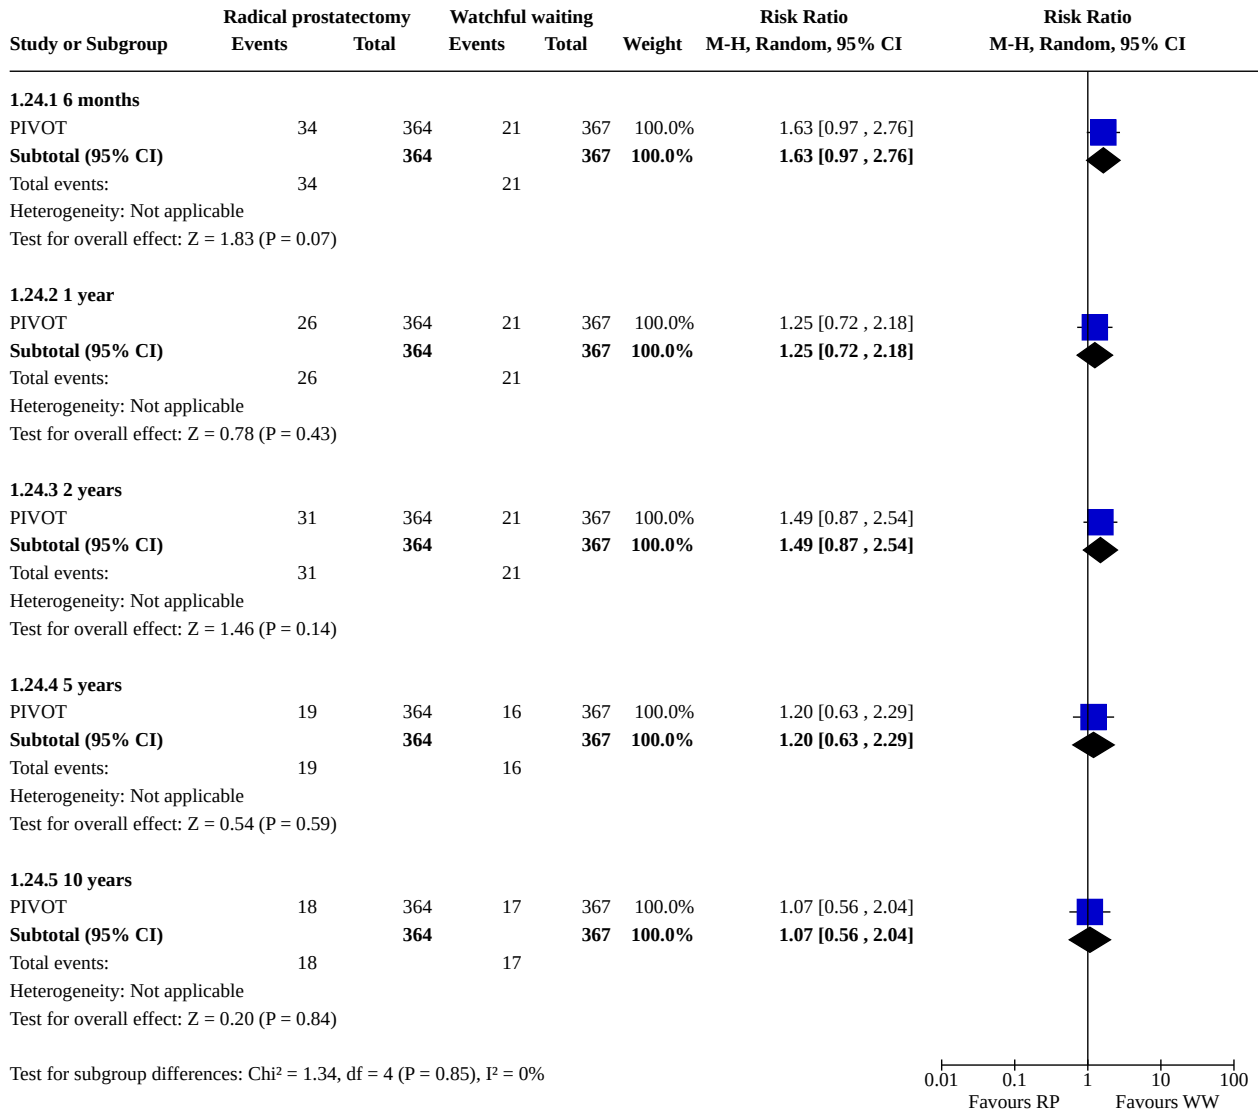 Radical prostatectomy Watchful waiting Risk Ratio Risk Ratio
Study or Subgroup Events Total Events Total Weight M-H, Random, 95% CI M-H, Random, 95% CI
1.24.1 6 months
PIVOT 34 364 21 367 100.0% 1.63 [0.97 , 2.76]
Subtotal (95% CI) 364 367 100.0% 1.63 [0.97 , 2.76]
Total events: 34 21
Heterogeneity: Not applicable
Test for overall effect: Z = 1.83 (P = 0.07)
1.24.2 1 year
PIVOT 26 364 21 367 100.0% 1.25 [0.72 , 2.18]
Subtotal (95% CI) 364 367 100.0% 1.25 [0.72 , 2.18]
Total events: 26 21
Heterogeneity: Not applicable
Test for overall effect: Z = 0.78 (P = 0.43)
1.24.3 2 years
PIVOT 31 364 21 367 100.0% 1.49 [0.87 , 2.54]
Subtotal (95% CI) 364 367 100.0% 1.49 [0.87 , 2.54]
Total events: 31 21
Heterogeneity: Not applicable
Test for overall effect: Z = 1.46 (P = 0.14)
1.24.4 5 years
PIVOT 19 364 16 367 100.0% 1.20 [0.63 , 2.29]
Subtotal (95% CI) 364 367 100.0% 1.20 [0.63 , 2.29]
Total events: 19 16
Heterogeneity: Not applicable
Test for overall effect: Z = 0.54 (P = 0.59)
1.24.5 10 years
PIVOT 18 364 17 367 100.0% 1.07 [0.56 , 2.04]
Subtotal (95% CI) 364 367 100.0% 1.07 [0.56 , 2.04]
Total events: 18 17
Heterogeneity: Not applicable
Test for overall effect: Z = 0.20 (P = 0.84)
Test for subgroup differences: Chi² = 1.34, df = 4 (P = 0.85), I² = 0%
0.01 0.1 1 10 100
Favours RP Favours WW